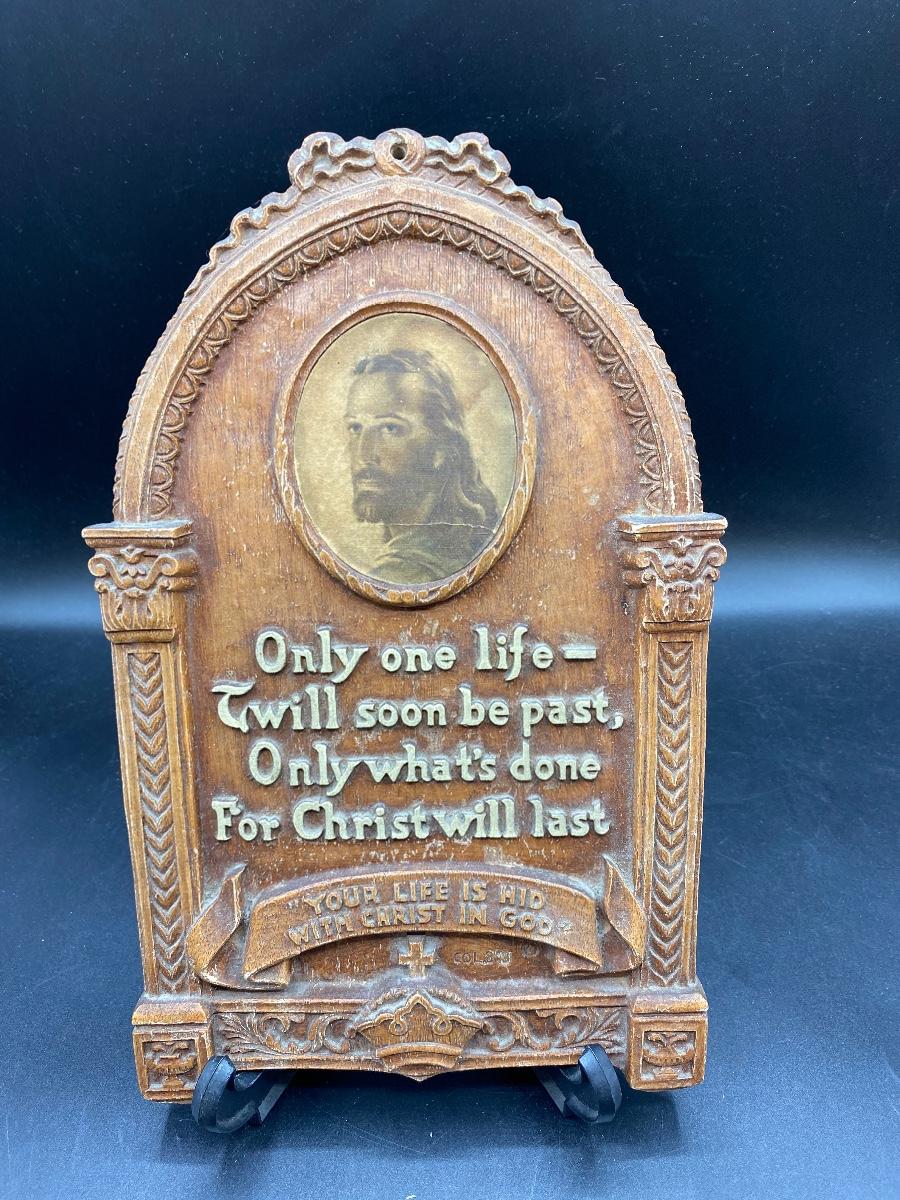 Only one life –
Twill soon be past,
Only what's done
For Christ will last
"YOUR LIFE IS HID
WITH CHRIST IN GOD"
COL. 3:3